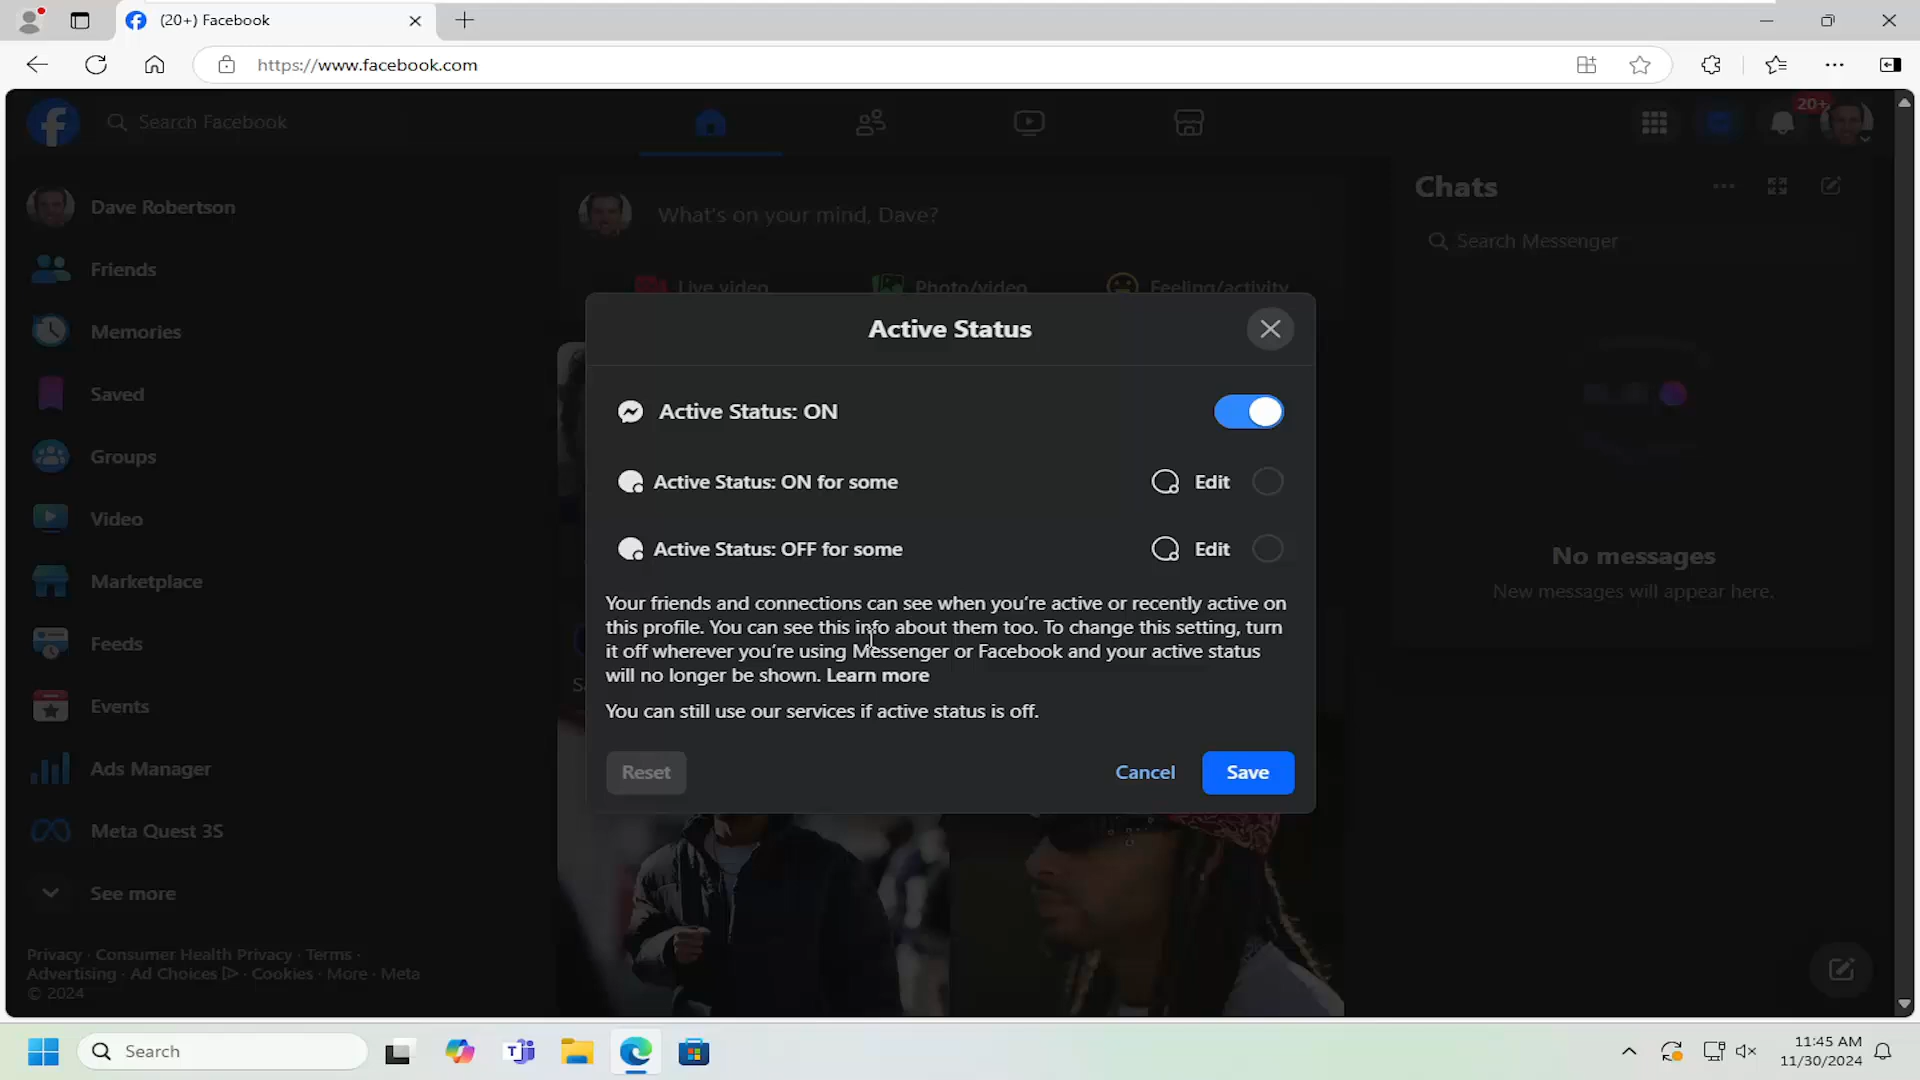 (20+) Facebook
https://www.facebook.com
Search Facebook
20+
Dave Robertson
Friends
Memories
Saved
Groups
Video
Marketplace
Feeds
Events
Ads Manager
Meta Quest 3S
See more
Privacy · Consumer Health Privacy · Terms ·
Advertising · Ad Choices · Cookies · More · Meta
© 2024
What's on your mind, Dave?
Live video
Photo/video
Feeling/activity
Active Status
Active Status: ON
Active Status: ON for some
Edit
Active Status: OFF for some
Edit
Your friends and connections can see when you're active or recently active on
this profile. You can see this info about them too. To change this setting, turn
it off wherever you're using Messenger or Facebook and your active status
will no longer be shown. Learn more
You can still use our services if active status is off.
Reset
Cancel
Save
Chats
Search Messenger
No messages
New messages will appear here.
Search
11:45 AM
11/30/2024